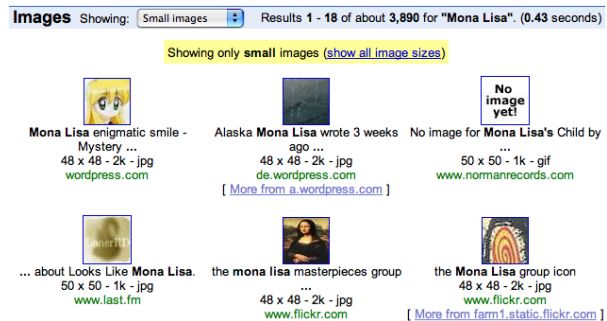 Images Showing: Small images Results 1 - 18 of about 3,890 for "Mona Lisa". (0.43 seconds)
Showing only small images (show all image sizes)
No image yet!
Mona Lisa enigmatic smile - Mystery ...
48 x 48 - 2k - jpg
wordpress.com
Alaska Mona Lisa wrote 3 weeks ago ...
48 x 48 - 2k - jpg
de.wordpress.com
[ More from a.wordpress.com ]
No image for Mona Lisa's Child by ...
50 x 50 - 1k - gif
www.normanrecords.com
LonerRD
... about Looks Like Mona Lisa.
50 x 50 - 1k - jpg
www.last.fm
the mona lisa masterpieces group ...
48 x 48 - 2k - jpg
www.flickr.com
the Mona Lisa group icon
48 x 48 - 2k - jpg
www.flickr.com
[ More from farm1.static.flickr.com ]